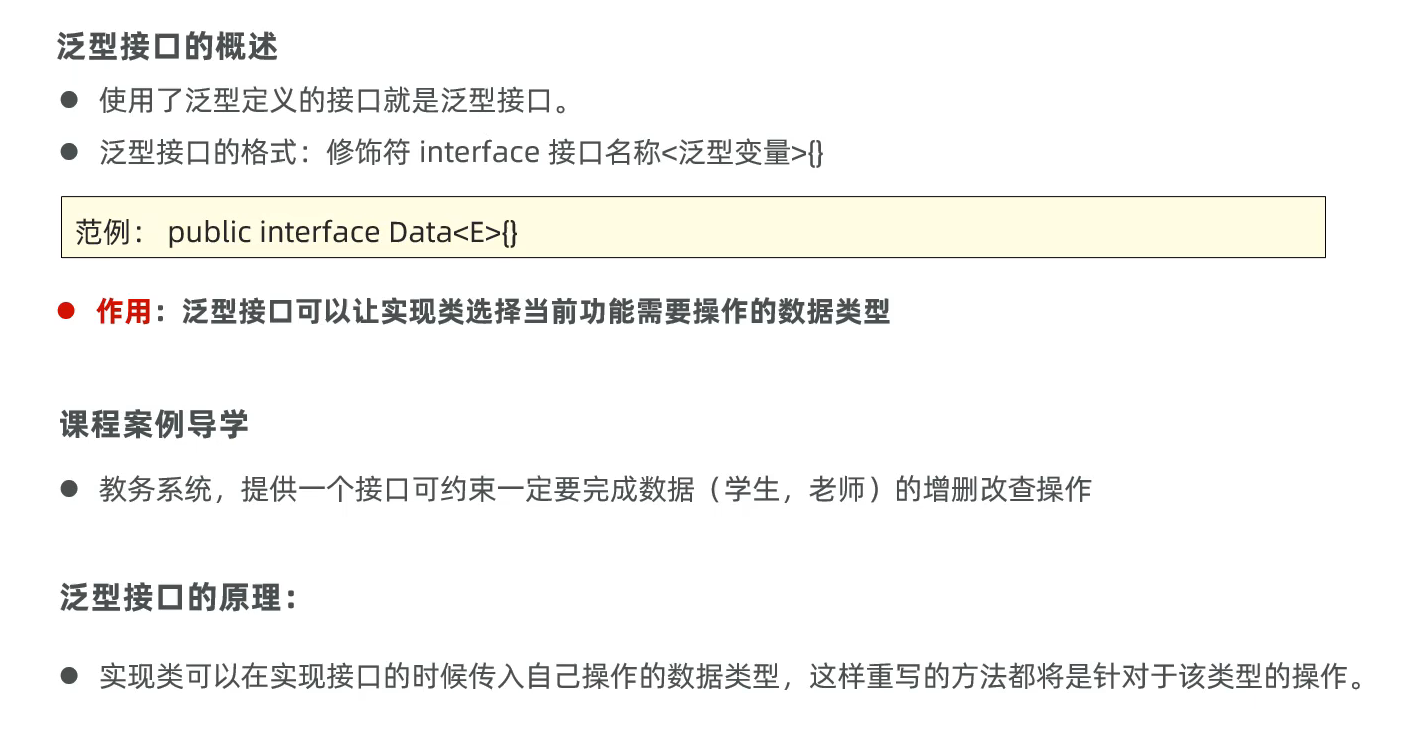 泛型接口的概述
● 使用了泛型定义的接口就是泛型接口。
● 泛型接口的格式：修饰符 interface 接口名称<泛型变量>{}
范例： public interface Data<E>{}
● 作用：泛型接口可以让实现类选择当前功能需要操作的数据类型
课程案例导学
● 教务系统，提供一个接口可约束一定要完成数据（学生，老师）的增删改查操作
泛型接口的原理：
● 实现类可以在实现接口的时候传入自己操作的数据类型，这样重写的方法都将是针对于该类型的操作。